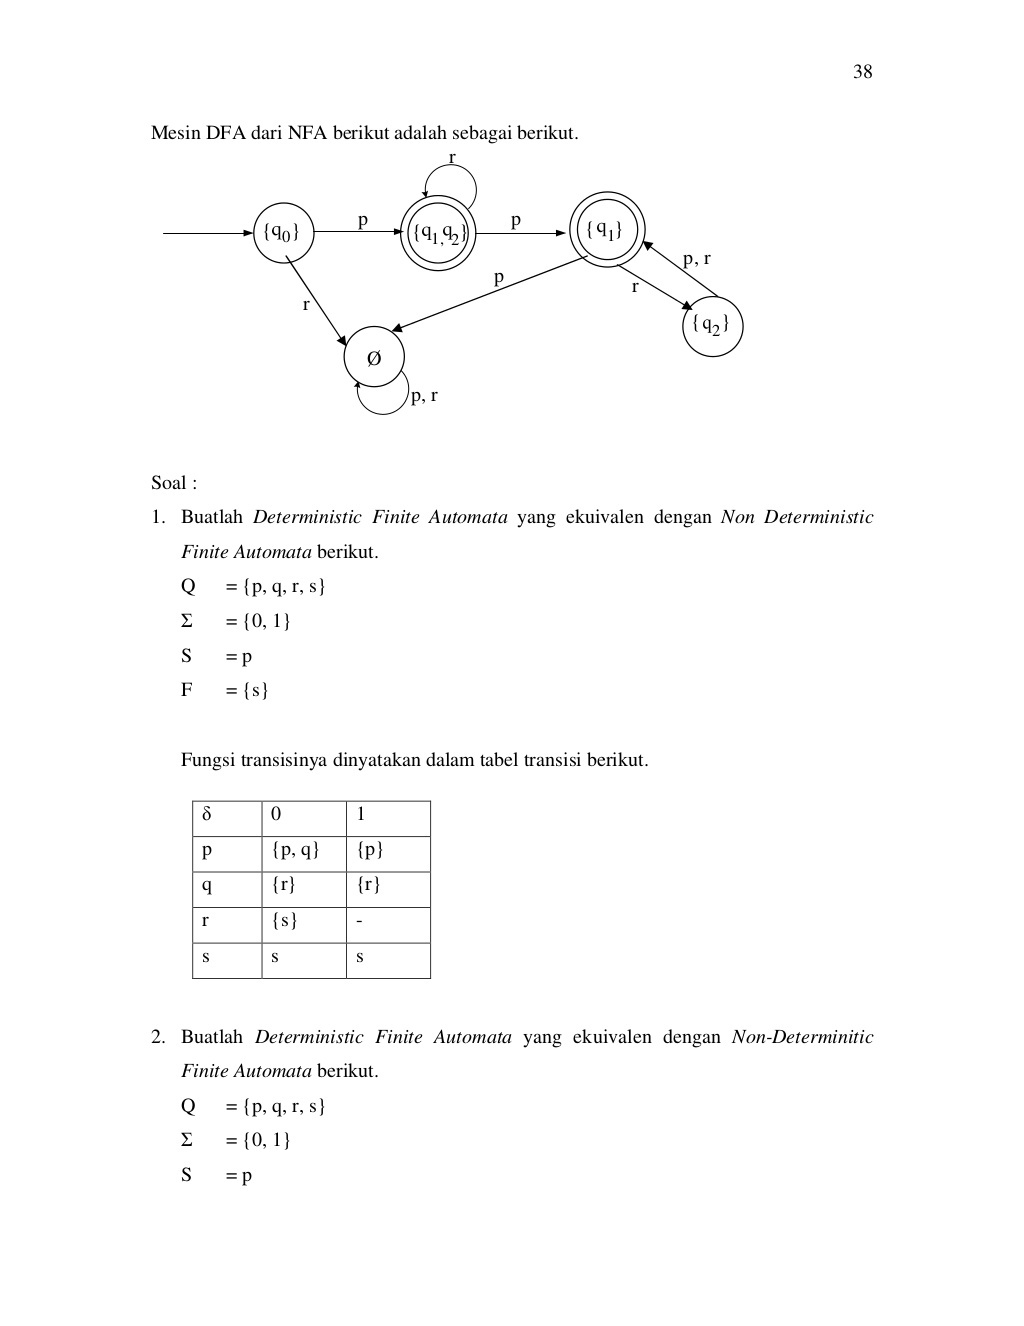 38
Mesin DFA dari NFA berikut adalah sebagai berikut.
r
{q0} p {q1,q2} p {q1}
p, r
p
r
r
{q2}
Ø
p, r
Soal :
1. Buatlah Deterministic Finite Automata yang ekuivalen dengan Non Deterministic
Finite Automata berikut.
Q = {p, q, r, s}
Σ = {0, 1}
S = p
F = {s}
Fungsi transisinya dinyatakan dalam tabel transisi berikut.
δ 0 1
p {p, q} {p}
q {r} {r}
r {s} -
s s s
2. Buatlah Deterministic Finite Automata yang ekuivalen dengan Non-Determinitic
Finite Automata berikut.
Q = {p, q, r, s}
Σ = {0, 1}
S = p